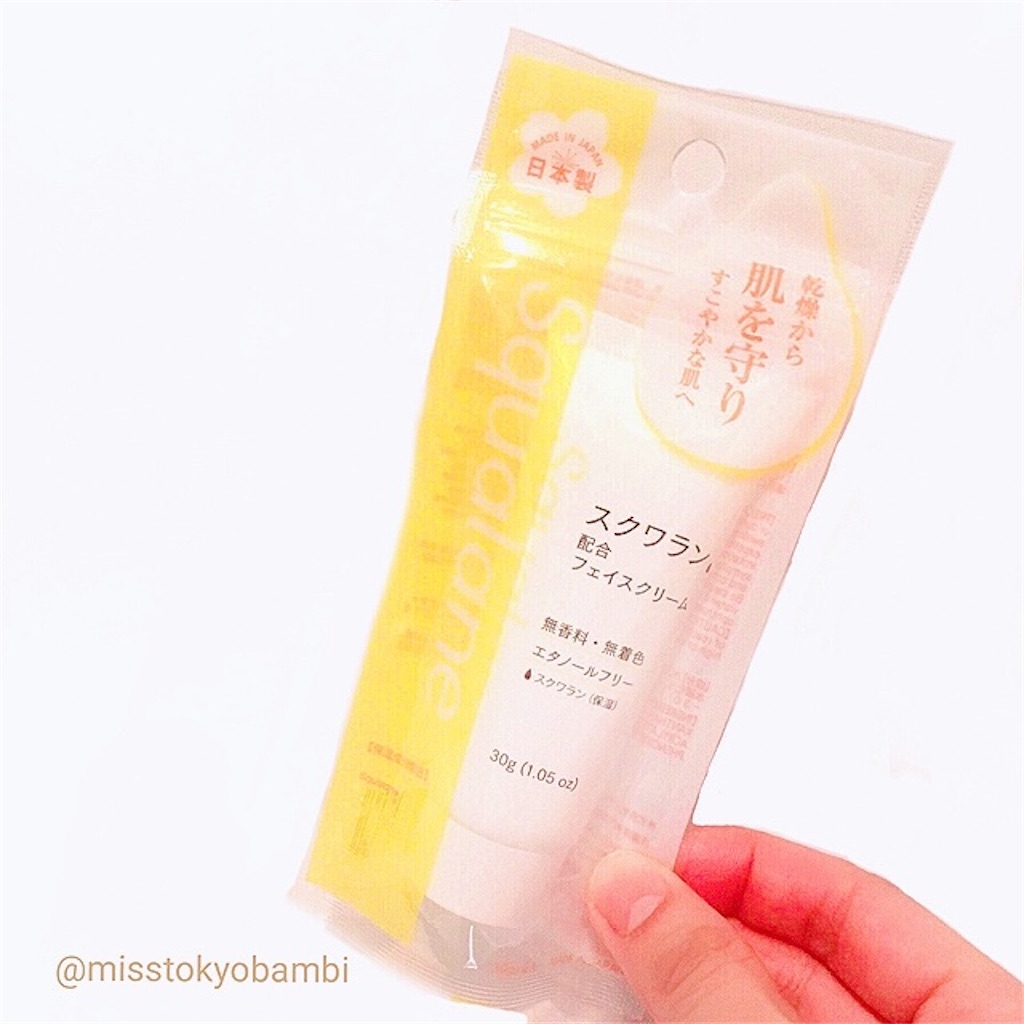 MADE IN JAPAN
日本製
乾燥から
肌を守り
すこやかな肌へ
Squalane
スクワラン
配合
フェイスクリーム
無香料・無着色
エタノールフリー
スクワラン (保湿)
30g (1.05 oz)
@misstokyobambi